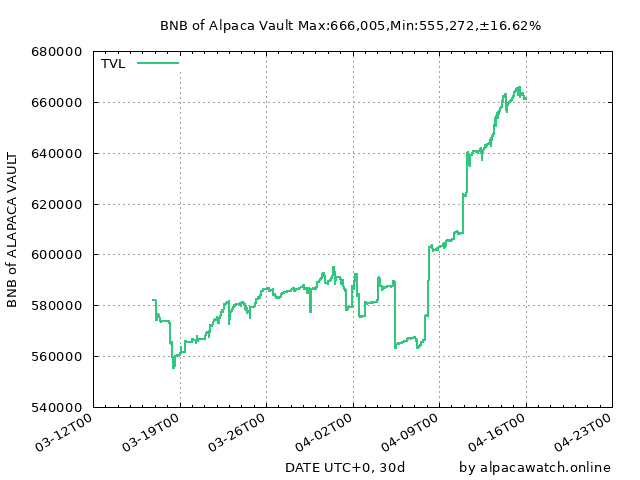 BNB of Alpaca Vault Max:666,005,Min:555,272,±16.62%
TVL
680000
660000
640000
620000
600000
580000
560000
540000
BNB of ALAPACA VAULT
03-12T00 03-19T00 03-26T00 04-02T00 04-09T00 04-16T00 04-23T00
DATE UTC+0, 30d by alpacawatch.online